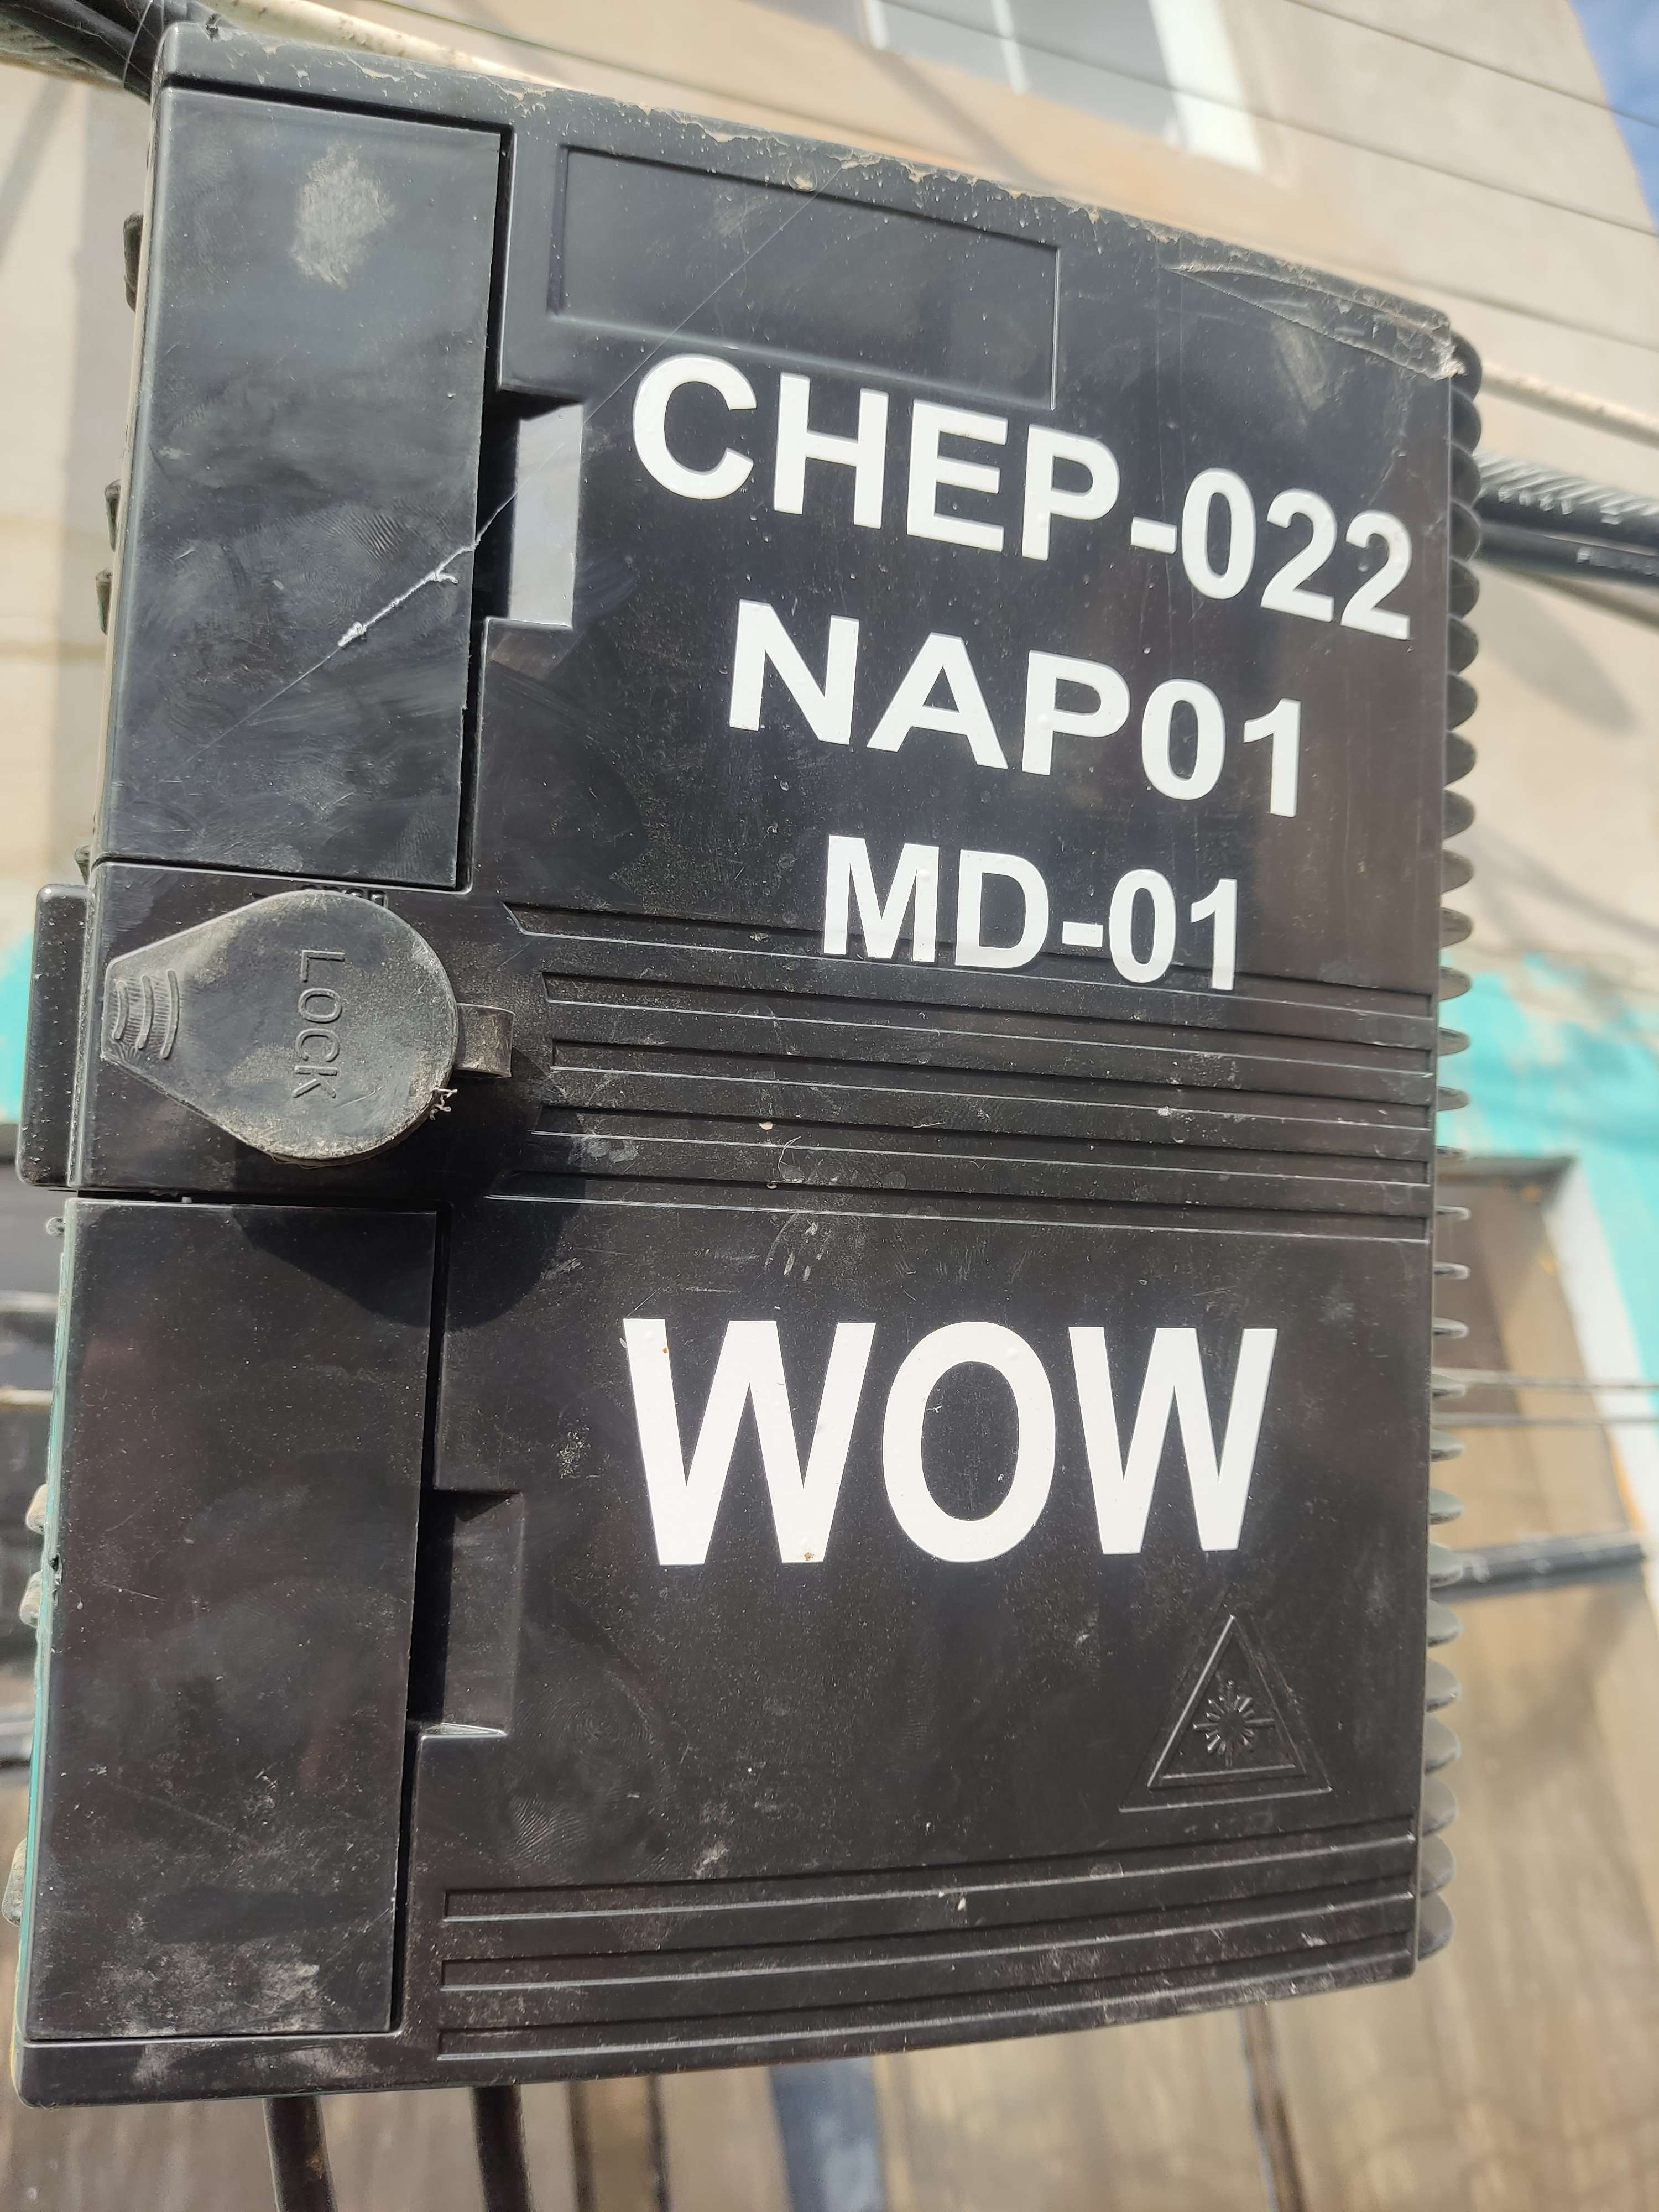 CHEP-022
NAP01
MD-01
LOCK
WOW